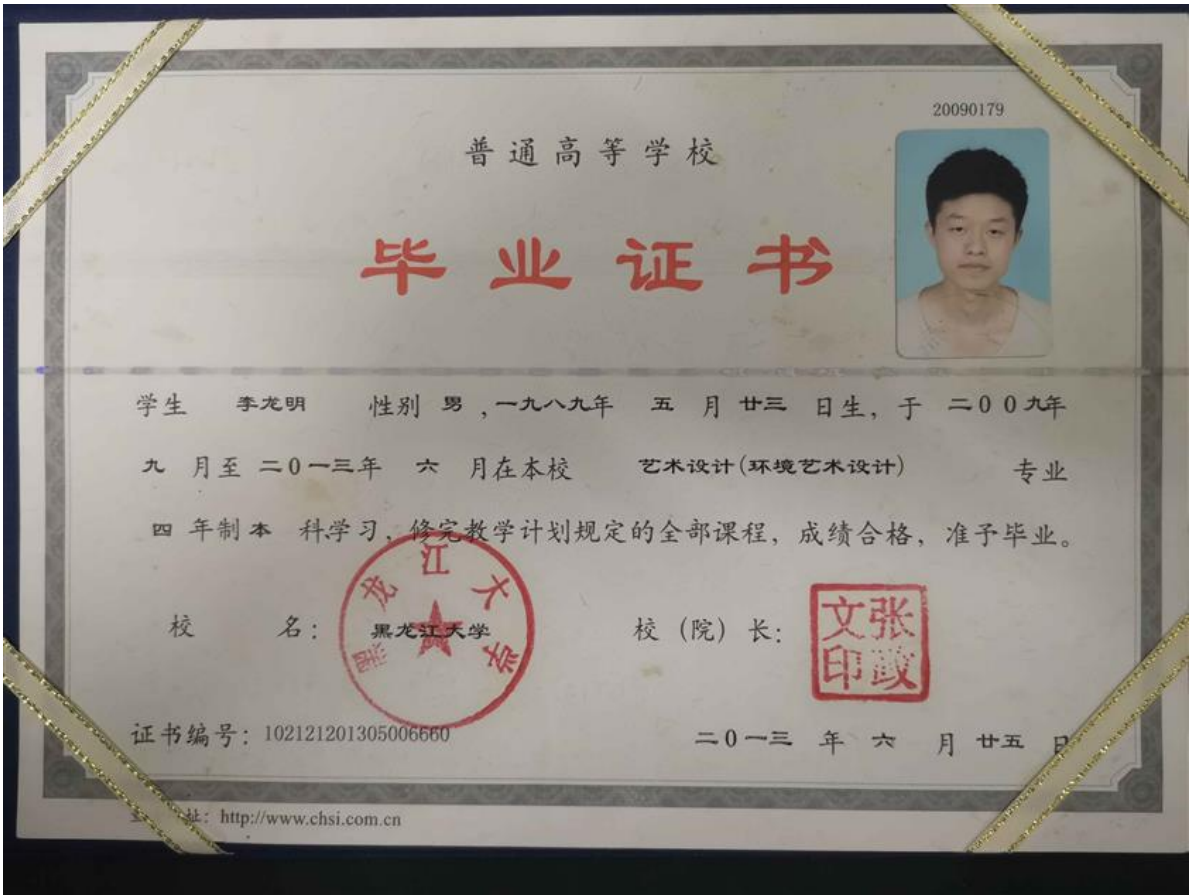 20090179
普通高等学校
毕业证书
学生 李龙明 性别 男 ,一九八九年 五 月 廿三 日生, 于 二00九年
九 月至 二0一三年 六 月在本校 艺术设计(环境艺术设计) 专业
四 年制 本 科学习, 修完教学计划规定的全部课程, 成绩合格, 准予毕业。
校 名: 黑龙江大学 校 (院) 长:
黑龙江大学
张政文印
证书编号: 102121201305006660 二0一三 年 六 月 廿五 日
址: http://www.chsi.com.cn